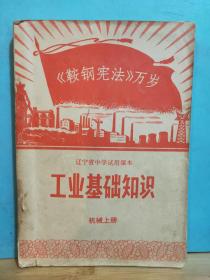 《鞍钢宪法》万岁
辽宁省中学试用课本
工业基础知识
机械上册